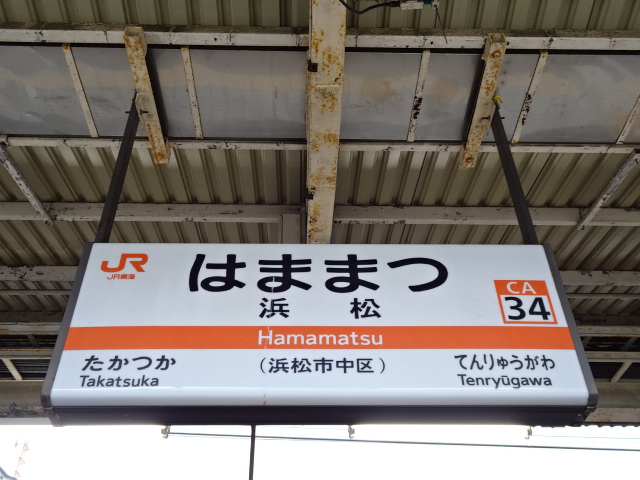 JR
JR東海
はままつ
浜松
CA
34
Hamamatsu
たかつか
Takatsuka
(浜松市中区)
てんりゅうがわ
Tenryūgawa